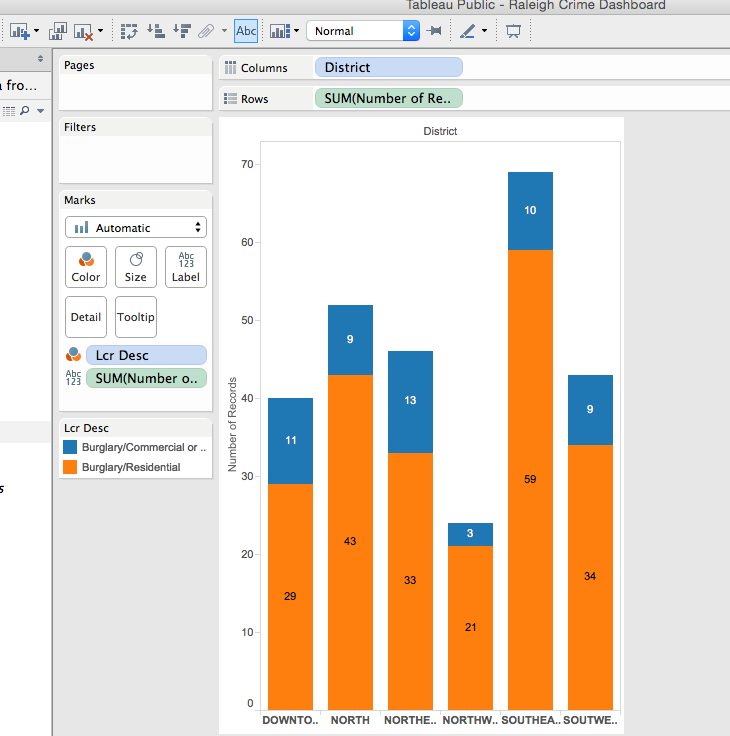 Tableau Public - Raleigh Crime Dashboard
Abc
Normal
a fro...
Pages
Columns
District
Rows
SUM(Number of Re..
Filters
Marks
Automatic
Color
Size
Abc
123
Label
Detail
Tooltip
Lcr Desc
Abc
123
SUM(Number o..
Lcr Desc
Burglary/Commercial or ..
Burglary/Residential
s
District
Number of Records
70
60
50
40
30
20
10
0
11
29
9
43
13
33
3
21
10
59
9
34
DOWNTO..
NORTH
NORTHE..
NORTHW..
SOUTHEA..
SOUTWE..